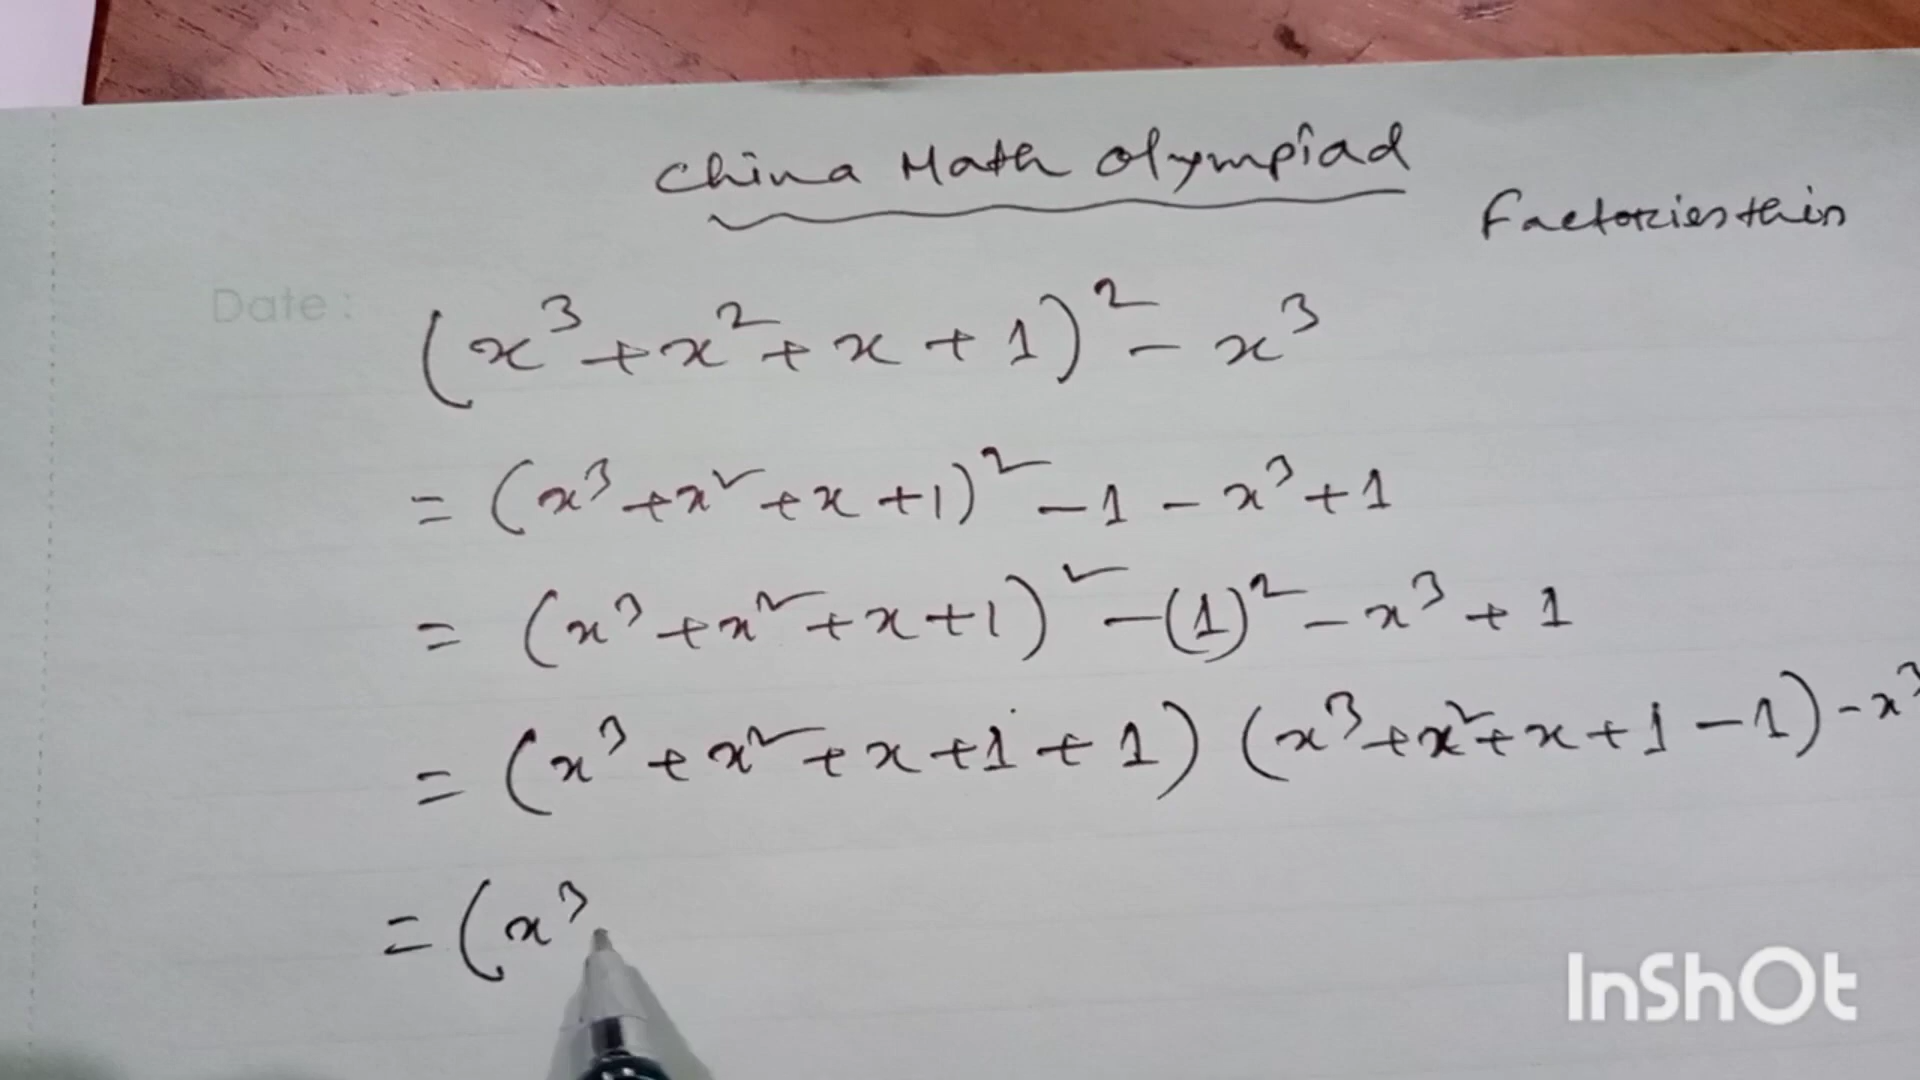 China Math Olympiad
Factories this
Date :
(x³ + x² + x + 1)² - x³
= (x³ + x² + x + 1)² - 1 - x³ + 1
= (x³ + x² + x + 1)² - (1)² - x³ + 1
= (x³ + x² + x + 1 + 1) (x³ + x² + x + 1 - 1) - x³
= (x³
InShOt